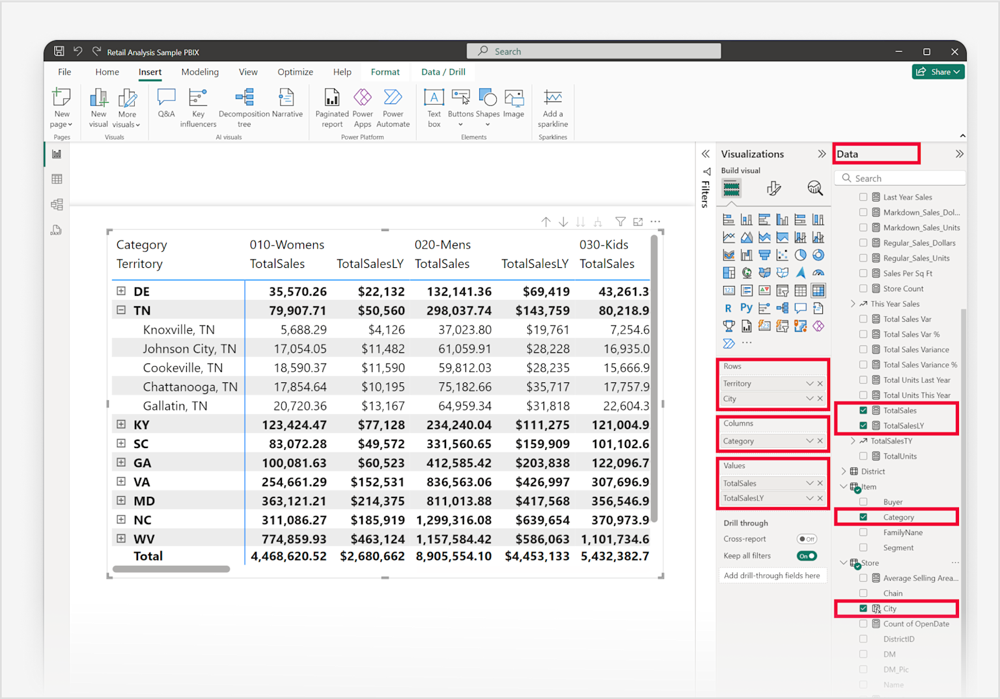 Retail Analysis Sample PBIX
Search
File Home Insert Modeling View Optimize Help Format Data / Drill
Share
New page
New visual
More visuals
Q&A
Key influencers
Decomposition tree
Narrative
Paginated report
Power Apps
Power Automate
Text box
Buttons
Shapes
Image
Add a sparkline
Pages Visuals AI visuals Power Platform Elements Sparklines
Filters
Category 010-Womens 020-Mens 030-Kids
Territory TotalSales TotalSalesLY TotalSales TotalSalesLY TotalSales
DE 35,570.26 $22,132 132,141.36 $69,419 43,261.3
TN 79,907.71 $50,560 298,037.74 $143,759 80,218.9
Knoxville, TN 5,688.29 $4,126 37,023.80 $19,761 7,254.6
Johnson City, TN 17,054.05 $11,482 61,059.91 $28,228 16,935.0
Cookeville, TN 18,590.37 $11,590 59,812.03 $28,235 15,666.9
Chattanooga, TN 17,854.64 $10,195 75,182.66 $35,717 17,757.9
Gallatin, TN 20,720.36 $13,167 64,959.34 $31,818 22,604.3
KY 123,424.47 $77,128 234,240.04 $111,275 121,004.9
SC 83,072.28 $49,572 331,560.65 $159,909 101,102.6
GA 100,081.63 $60,523 412,585.42 $203,838 122,096.7
VA 254,661.29 $152,531 836,563.06 $426,997 307,696.9
MD 363,121.21 $214,375 811,013.88 $417,568 356,546.9
NC 311,086.27 $185,919 1,299,316.08 $639,654 370,973.9
WV 774,859.93 $463,124 1,157,584.42 $586,063 1,101,734.6
Total 4,468,620.52 $2,680,662 8,905,554.10 $4,453,133 5,432,382.7
Visualizations
Build visual
123
R Py
123
Rows
Territory
City
Columns
Category
Values
TotalSales
TotalSalesLY
Drill through
Cross-report Off
Keep all filters On
Add drill-through fields here
Data
Search
Last Year Sales
Markdown_Sales_Dol...
Markdown_Sales_Units
Regular_Sales_Dollars
Regular_Sales_Units
Sales Per Sq Ft
Store Count
This Year Sales
Total Sales Var
Total Sales Var %
Total Sales Variance
Total Sales Variance %
Total Units Last Year
Total Units This Year
TotalSales
TotalSalesLY
TotalSalesTY
TotalUnits
District
Item
Buyer
Category
FamilyNane
Segment
Store
Average Selling Area...
Chain
City
Count of OpenDate
DistrictID
DM
DM_Pic
Name
DAX